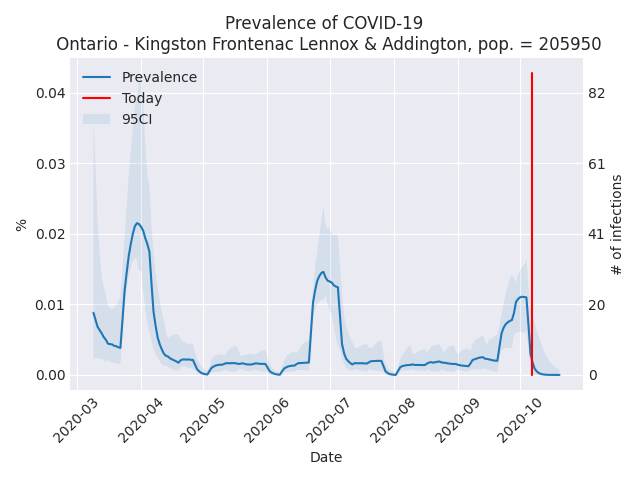 Prevalence of COVID-19
Ontario - Kingston Frontenac Lennox & Addington, pop. = 205950
Prevalence
Today
95CI
0.04
0.03
0.02
0.01
0.00
%
82
61
41
20
0
# of infections
2020-03
2020-04
2020-05
2020-06
2020-07
2020-08
2020-09
2020-10
Date